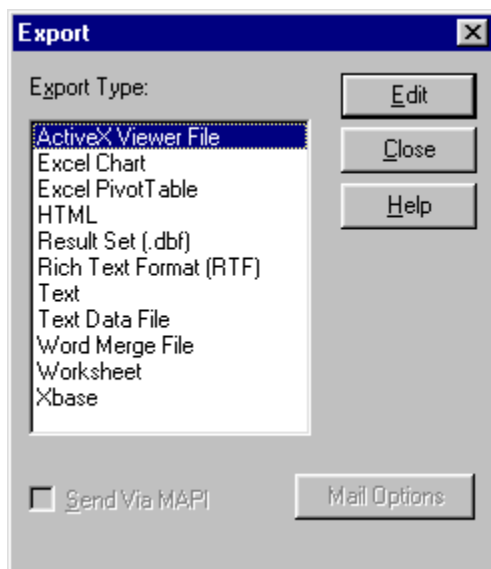 Export
Export Type:
Edit
ActiveX Viewer File
Close
Excel Chart
Excel PivotTable
Help
HTML
Result Set (.dbf)
Rich Text Format (RTF)
Text
Text Data File
Word Merge File
Worksheet
Xbase
Send Via MAPI
Mail Options